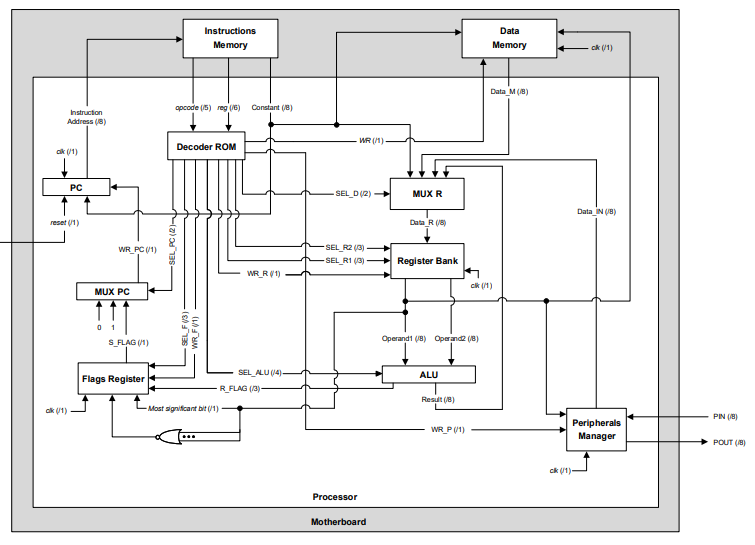 Instructions
Memory
Data
Memory
clk (/1)
Data_M (/8)
Instruction
Address (/8)
opcode (/5)
reg (/6)
Constant (/8)
WR (/1)
Decoder ROM
clk (/1)
PC
reset (/1)
SEL_D (/2)
MUX R
Data_R (/8)
Data_IN (/8)
WR_PC (/1)
SEL_PC (/2)
SEL_R2 (/3)
SEL_R1 (/3)
WR_R (/1)
Register Bank
clk (/1)
MUX PC
0
1
S_FLAG (/1)
SEL_F (/3)
WR_F (/1)
Operand1 (/8)
Operand2 (/8)
Flags Register
SEL_ALU (/4)
ALU
R_FLAG (/3)
Result (/8)
clk (/1)
Most significant bit (/1)
WR_P (/1)
Peripherals
Manager
PIN (/8)
POUT (/8)
clk (/1)
Processor
Motherboard